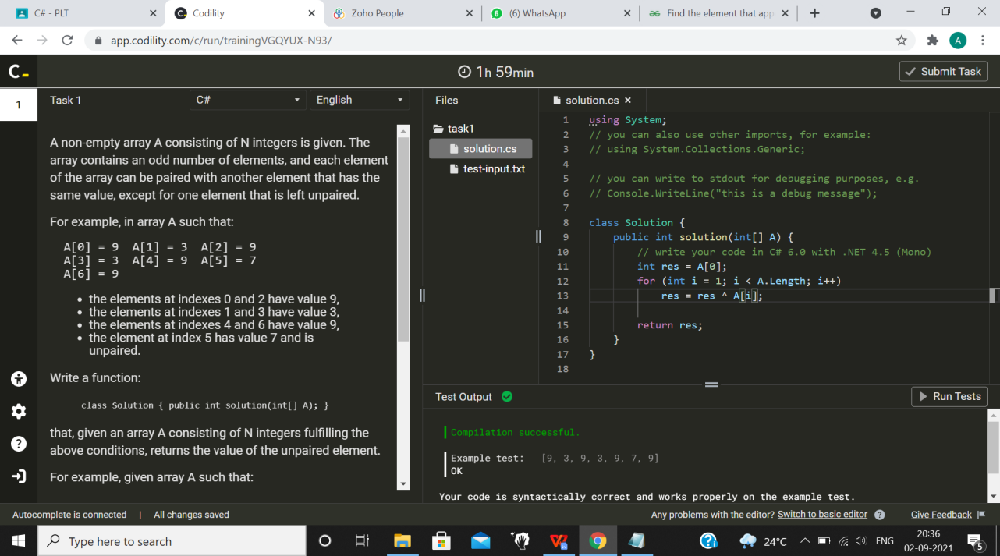 C# - PLT
Codility
Zoho People
6 (6) WhatsApp
Find the element that app
app.codility.com/c/run/trainingVGQYUX-N93/
A
1h 59min
Submit Task
1
Task 1
C#
English
Files
solution.cs
A non-empty array A consisting of N integers is given. The
array contains an odd number of elements, and each element
of the array can be paired with another element that has the
same value, except for one element that is left unpaired.
For example, in array A such that:
A[0] = 9 A[1] = 3 A[2] = 9
A[3] = 3 A[4] = 9 A[5] = 7
A[6] = 9
• the elements at indexes 0 and 2 have value 9,
• the elements at indexes 1 and 3 have value 3,
• the elements at indexes 4 and 6 have value 9,
• the element at index 5 has value 7 and is
unpaired.
Write a function:
class Solution { public int solution(int[] A); }
that, given an array A consisting of N integers fulfilling the
above conditions, returns the value of the unpaired element.
For example, given array A such that:
task1
solution.cs
test-input.txt
1 using System;
2 // you can also use other imports, for example:
3 // using System.Collections.Generic;
4
5 // you can write to stdout for debugging purposes, e.g.
6 // Console.WriteLine("this is a debug message");
7
8 class Solution {
9 public int solution(int[] A) {
10 // write your code in C# 6.0 with .NET 4.5 (Mono)
11 int res = A[0];
12 for (int i = 1; i < A.Length; i++)
13 res = res ^ A[i];
14
15 return res;
16 }
17 }
18
Test Output
Run Tests
Compilation successful.
Example test: [9, 3, 9, 3, 9, 7, 9]
OK
Your code is syntactically correct and works properly on the example test.
Autocomplete is connected | All changes saved
Any problems with the editor? Switch to basic editor ?
Give Feedback
Type here to search
24°C
ENG
20:36
02-09-2021
5